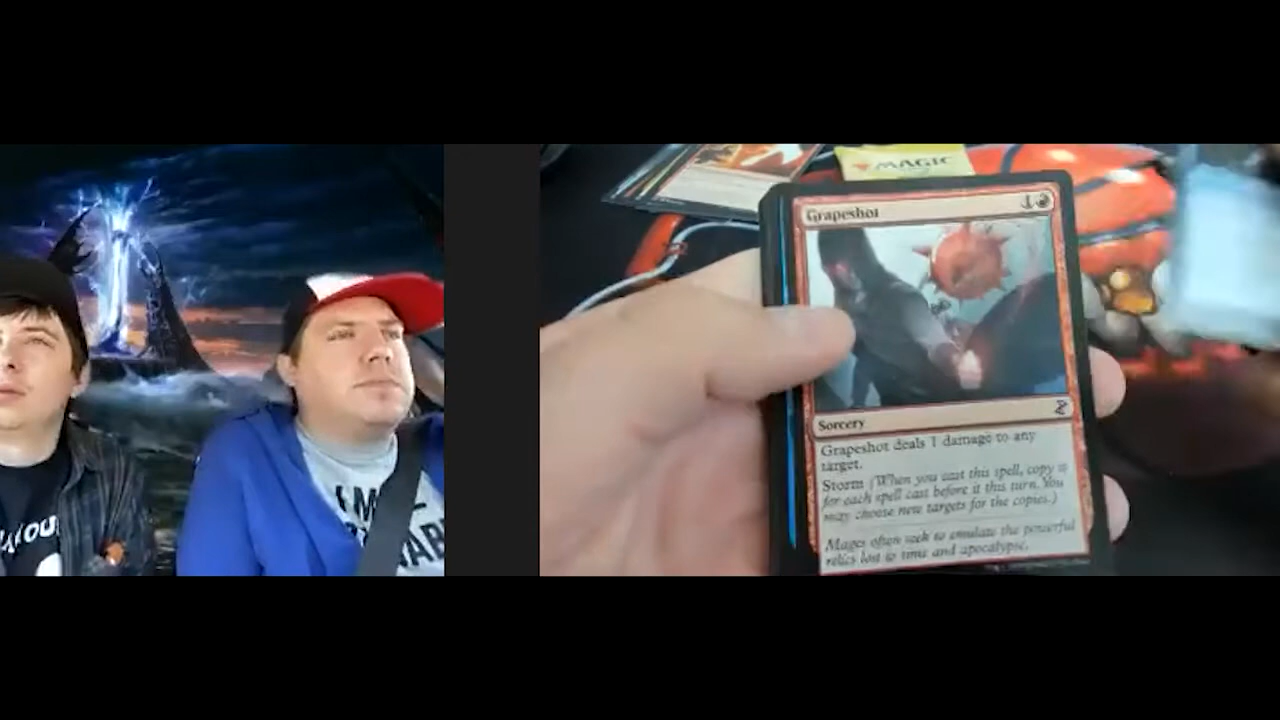 MAGIC
Grapeshot
1
Sorcery
Grapeshot deals 1 damage to any
target.
Storm (When you cast this spell, copy it
for each spell cast before it this turn. You
may choose new targets for the copies.)
Mages often seek to emulate the powerful
relics lost to time and apocalypse.